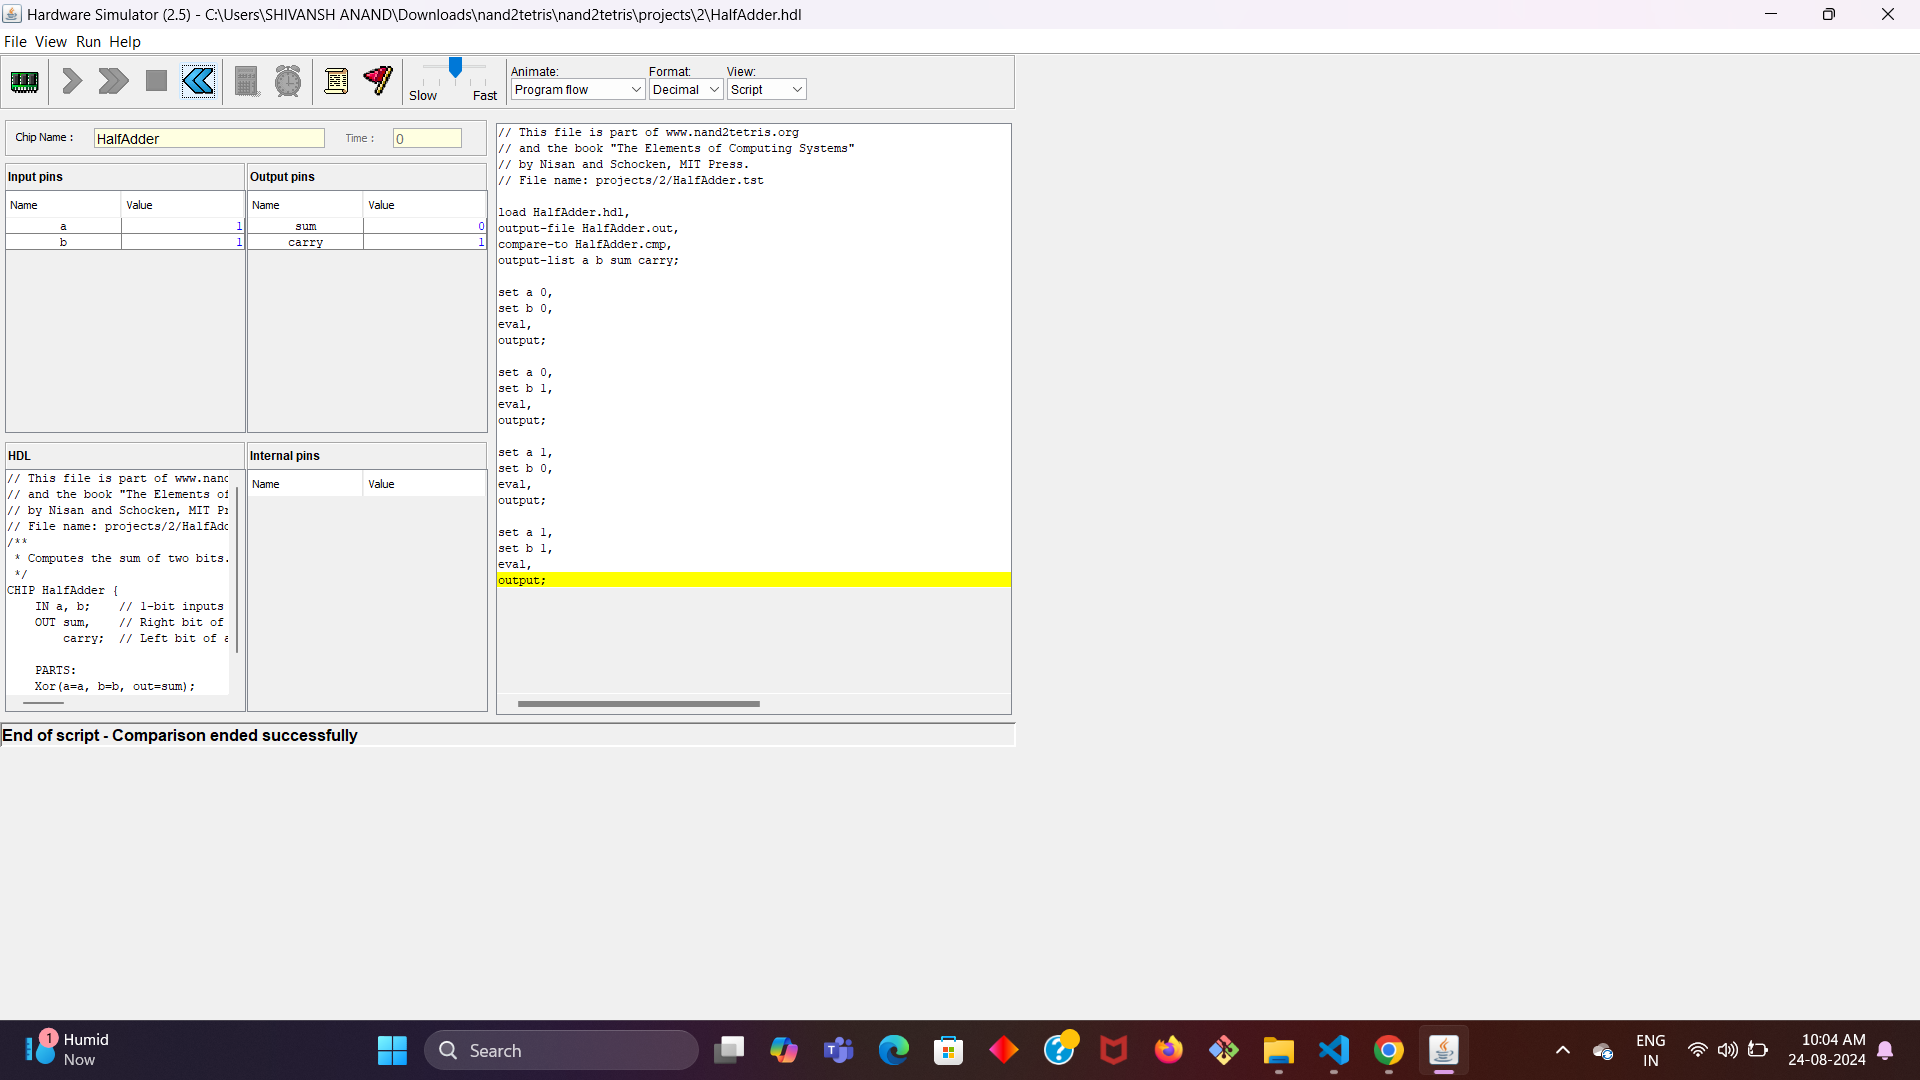 Hardware Simulator (2.5) - C:\Users\SHIVANSH ANAND\Downloads\nand2tetris\nand2tetris\projects\2\HalfAdder.hdl
File View Run Help
Slow Fast
Animate:
Program flow
Format:
Decimal
View:
Script
Chip Name : HalfAdder Time : 0
Input pins
Name Value
a 1
b 1
Output pins
Name Value
sum 0
carry 1
HDL
// This file is part of www.nand
// and the book "The Elements of
// by Nisan and Schocken, MIT Pr
// File name: projects/2/HalfAdd
/**
* Computes the sum of two bits.
*/
CHIP HalfAdder {
IN a, b; // 1-bit inputs
OUT sum, // Right bit of
carry; // Left bit of a
PARTS:
Xor(a=a, b=b, out=sum);
Internal pins
Name Value
// This file is part of www.nand2tetris.org
// and the book "The Elements of Computing Systems"
// by Nisan and Schocken, MIT Press.
// File name: projects/2/HalfAdder.tst
load HalfAdder.hdl,
output-file HalfAdder.out,
compare-to HalfAdder.cmp,
output-list a b sum carry;
set a 0,
set b 0,
eval,
output;
set a 0,
set b 1,
eval,
output;
set a 1,
set b 0,
eval,
output;
set a 1,
set b 1,
eval,
output;
End of script - Comparison ended successfully
1
Humid
Now
Search
ENG
IN
10:04 AM
24-08-2024